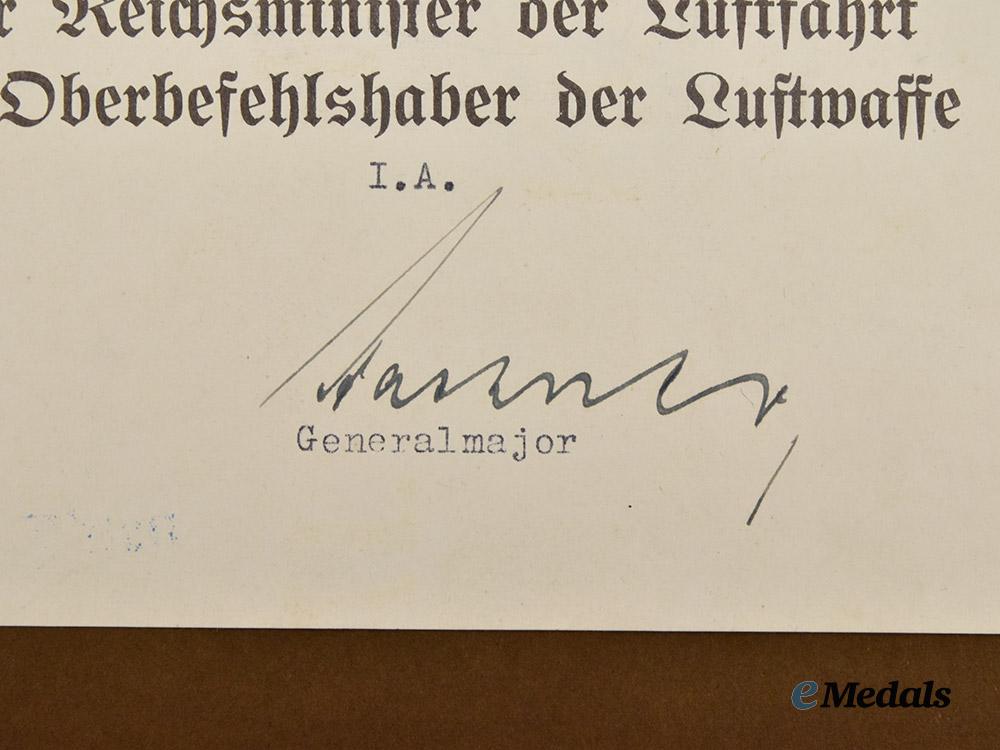 r Reichsminister der Luftfahrt
Oberbefehlshaber der Luftwaffe
I.A.
Generalmajor
eMedals